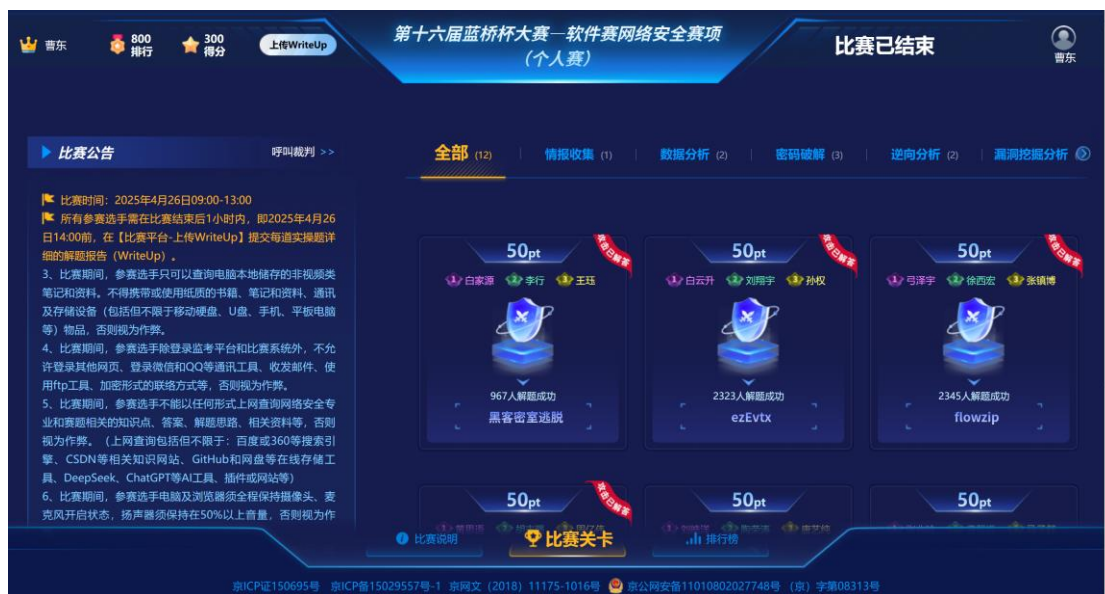 曹东
800
排行
300
得分
上传WriteUp
第十六届蓝桥杯大赛—软件赛网络安全赛项
（个人赛）
比赛已结束
曹东
比赛公告
呼叫裁判 >>
全部 (12)
情报收集 (1)
数据分析 (2)
密码破解 (3)
逆向分析 (2)
漏洞挖掘分析
比赛时间：2025年4月26日09:00-13:00
所有参赛选手需在比赛结束后1小时内，即2025年4月26
日14:00前，在【比赛平台-上传WriteUp】提交每道实操题详
细的解题报告（WriteUp）。
3、比赛期间，参赛选手只可以查询电脑本地储存的非视频类
笔记和资料。不得携带或使用纸质的书籍、笔记和资料、通讯
及存储设备（包括但不限于移动硬盘、U盘、手机、平板电脑
等）物品，否则视为作弊。
4、比赛期间，参赛选手除登录监考平台和比赛系统外，不允
许登录其他网页、登录微信和QQ等通讯工具、收发邮件、使
用ftp工具、加密形式的联络方式等，否则视为作弊。
5、比赛期间，参赛选手不能以任何形式上网查询网络安全专
业和赛题相关的知识点、答案、解题思路、相关资料等，否则
视为作弊。（上网查询包括但不限于：百度或360等搜索引
擎、CSDN等相关知识网站、GitHub和网盘等在线存储工
具、DeepSeek、ChatGPT等AI工具、插件或网站等）
6、比赛期间，参赛选手电脑及浏览器须全程保持摄像头、麦
克风开启状态，扬声器须保持在50%以上音量，否则视为作
50pt
攻击已解答
1 白家源 2 李行 3 王珏
967人解题成功
黑客密室逃脱
50pt
攻击已解答
1 白云升 2 刘翔宇 3 孙权
2323人解题成功
ezEvtx
50pt
攻击已解答
1 弓泽宇 2 徐西宏 3 张镇博
2345人解题成功
flowzip
50pt
攻击已解答
50pt
50pt
比赛说明
比赛关卡
排行榜
京ICP证150695号 京ICP备15029557号-1 京网文（2018）11175-1016号 京公网安备11010802027748号 （京）字第08313号